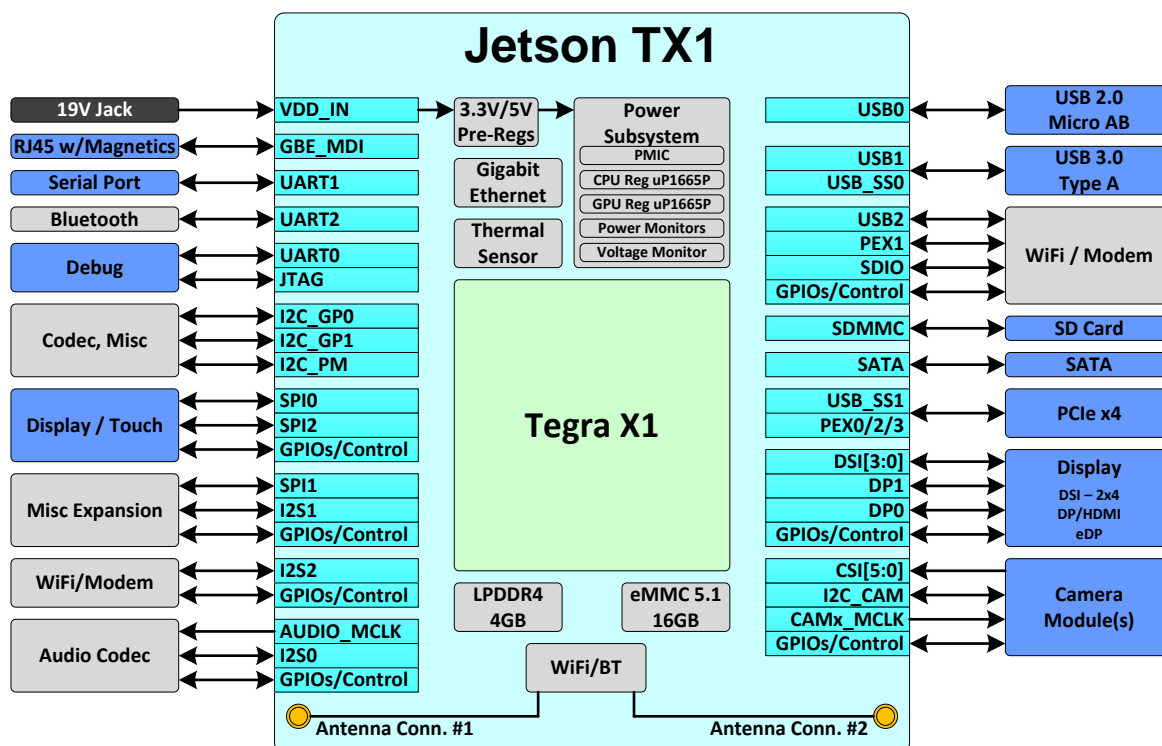 Jetson TX1
19V Jack
RJ45 w/Magnetics
Serial Port
Bluetooth
Debug
Codec, Misc
Display / Touch
Misc Expansion
WiFi/Modem
Audio Codec
VDD_IN
GBE_MDI
UART1
UART2
UART0
JTAG
I2C_GP0
I2C_GP1
I2C_PM
SPI0
SPI2
GPIOs/Control
SPI1
I2S1
GPIOs/Control
I2S2
GPIOs/Control
AUDIO_MCLK
I2S0
GPIOs/Control
3.3V/5V
Pre-Regs
Gigabit
Ethernet
Thermal
Sensor
Power
Subsystem
PMIC
CPU Reg uP1665P
GPU Reg uP1665P
Power Monitors
Voltage Monitor
Tegra X1
LPDDR4
4GB
eMMC 5.1
16GB
WiFi/BT
Antenna Conn. #1
Antenna Conn. #2
USB0
USB1
USB_SS0
USB2
PEX1
SDIO
GPIOs/Control
SDMMC
SATA
USB_SS1
PEX0/2/3
DSI[3:0]
DP1
DP0
GPIOs/Control
CSI[5:0]
I2C_CAM
CAMx_MCLK
GPIOs/Control
USB 2.0
Micro AB
USB 3.0
Type A
WiFi / Modem
SD Card
SATA
PCIe x4
Display
DSI – 2x4
DP/HDMI
eDP
Camera
Module(s)